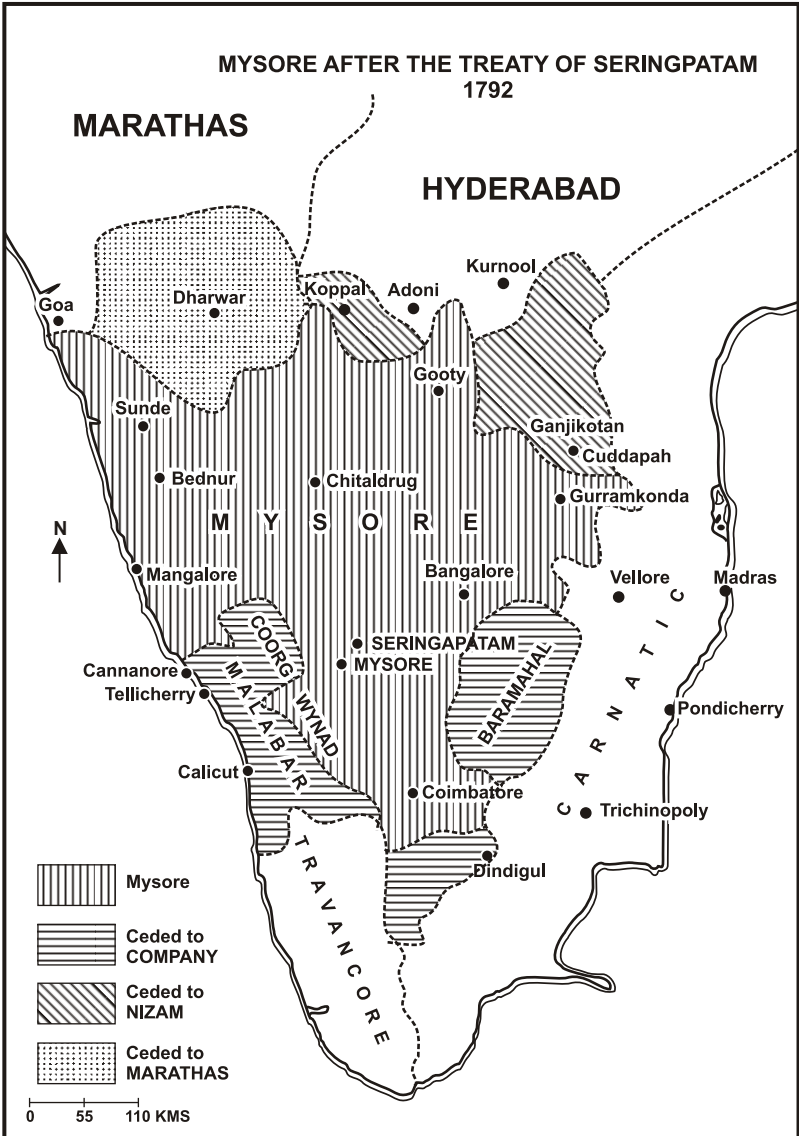 MYSORE AFTER THE TREATY OF SERINGPATAM
1792
MARATHAS
HYDERABAD
Kurnool
Koppal
Adoni
Goa
Dharwar
Gooty
Sunde
Ganjikotan
Cuddapah
Bednur
Chitaldrug
Gurramkonda
MYSORE
N
Mangalore
Bangalore
Vellore
Madras
COORG
SERINGAPATAM
MYSORE
Cannanore
Tellicherry
MALABAR
WYNAD
BARAMAHAL
CARNATIC
Pondicherry
Calicut
Coimbatore
Trichinopoly
Dindigul
TRAVANCORE
Mysore
Ceded to
COMPANY
Ceded to
NIZAM
Ceded to
MARATHAS
0 55 110 KMS